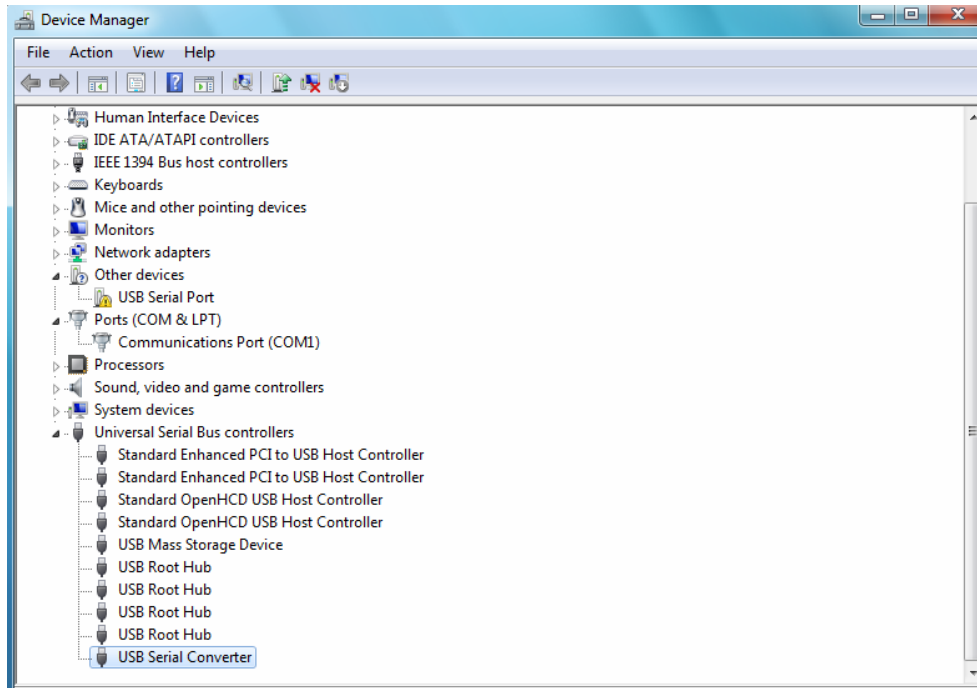 Device Manager
File Action View Help
Human Interface Devices
IDE ATA/ATAPI controllers
IEEE 1394 Bus host controllers
Keyboards
Mice and other pointing devices
Monitors
Network adapters
Other devices
USB Serial Port
Ports (COM & LPT)
Communications Port (COM1)
Processors
Sound, video and game controllers
System devices
Universal Serial Bus controllers
Standard Enhanced PCI to USB Host Controller
Standard Enhanced PCI to USB Host Controller
Standard OpenHCD USB Host Controller
Standard OpenHCD USB Host Controller
USB Mass Storage Device
USB Root Hub
USB Root Hub
USB Root Hub
USB Root Hub
USB Serial Converter